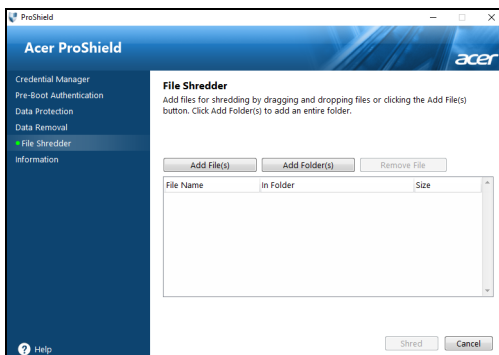 ProShield
Acer ProShield
acer
Credential Manager
Pre-Boot Authentication
Data Protection
Data Removal
File Shredder
Information
Help
File Shredder
Add files for shredding by dragging and dropping files or clicking the Add File(s)
button. Click Add Folder(s) to add an entire folder.
Add File(s) Add Folder(s) Remove File
File Name In Folder Size
Shred Cancel